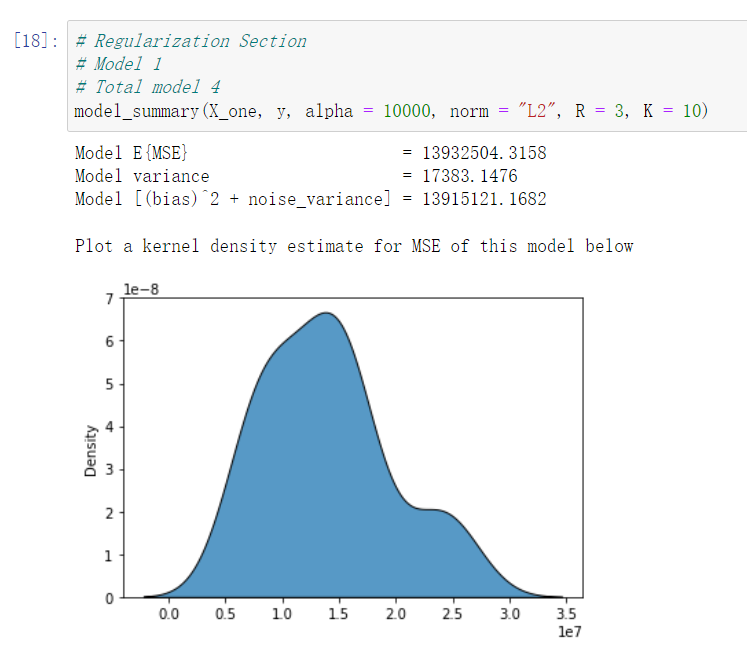 [18]: # Regularization Section
# Model 1
# Total model 4
model_summary(X_one, y, alpha = 10000, norm = "L2", R = 3, K = 10)
Model E{MSE} = 13932504.3158
Model variance = 17383.1476
Model [(bias)^2 + noise_variance] = 13915121.1682
Plot a kernel density estimate for MSE of this model below
1e-8
7
6
5
4
3
2
1
0
Density
0.0 0.5 1.0 1.5 2.0 2.5 3.0 3.5
1e7